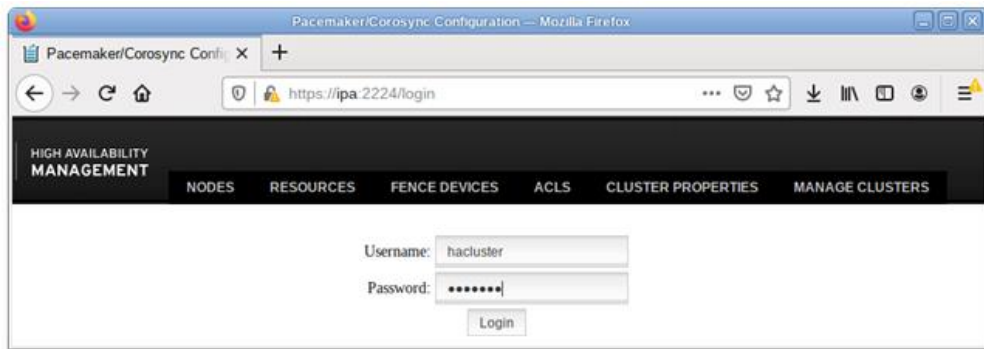 Pacemaker/Corosync Configuration — Mozilla Firefox
Pacemaker/Corosync Config
https://ipa:2224/login
HIGH AVAILABILITY
MANAGEMENT
NODES RESOURCES FENCE DEVICES ACLS CLUSTER PROPERTIES MANAGE CLUSTERS
Username: hacluster
Password: •••••••
Login